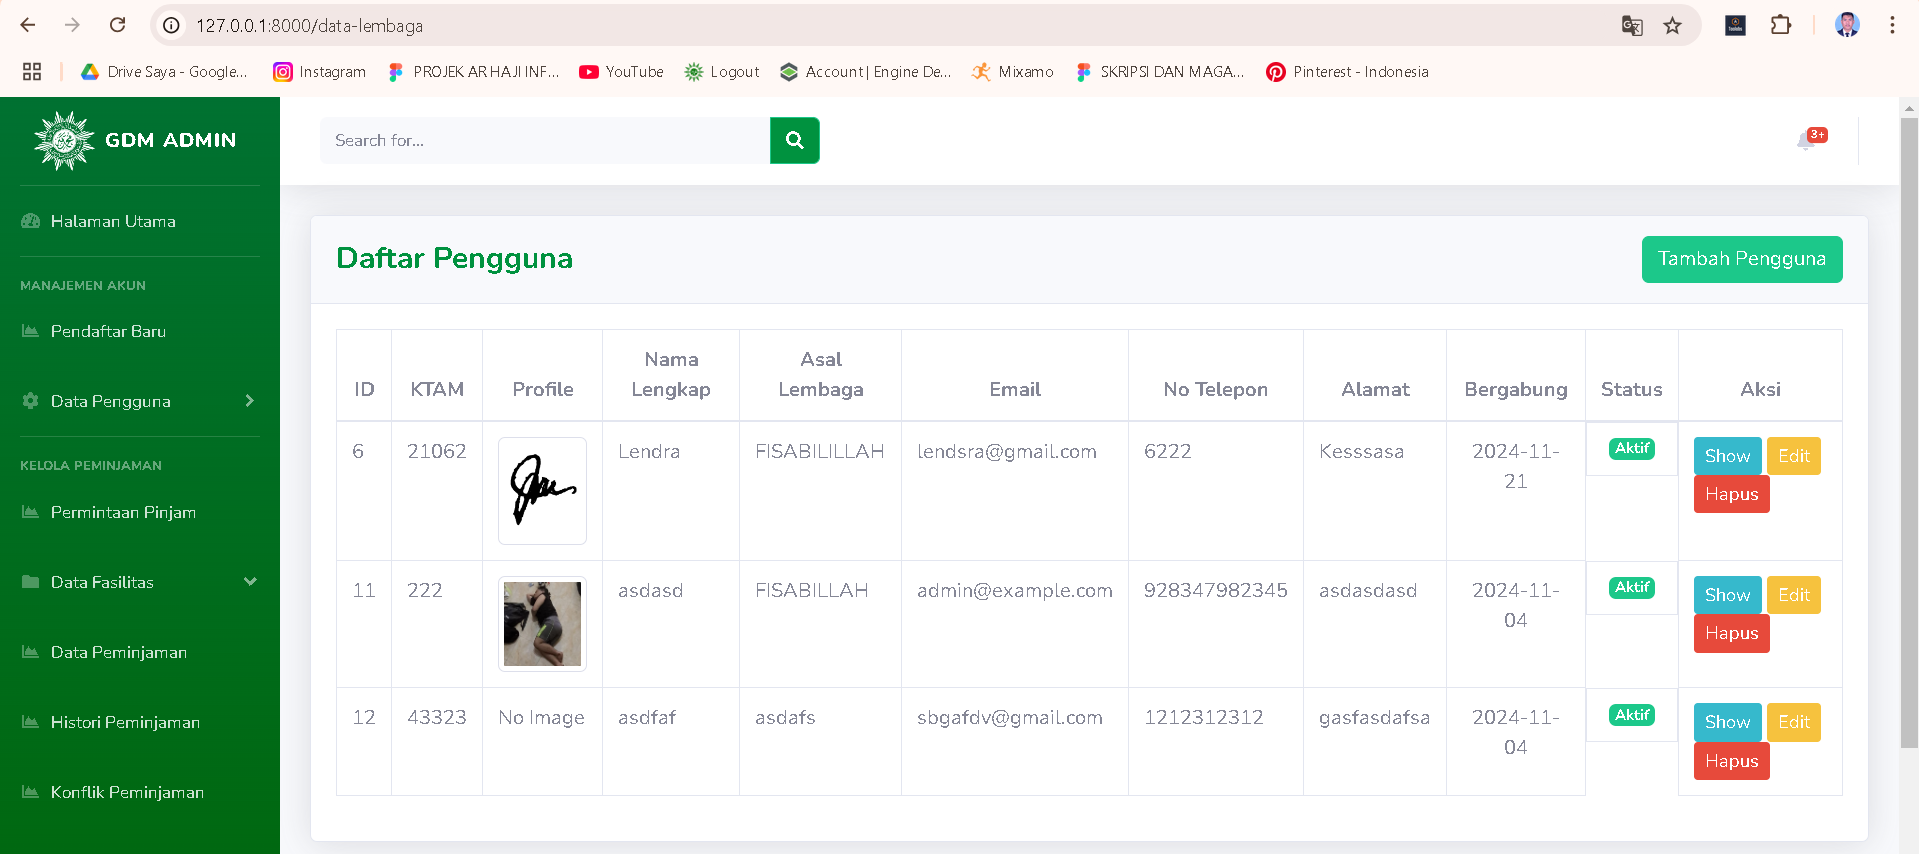 127.0.0.1:8000/data-lembaga
Drive Saya - Google...
Instagram
PROJEK AR HAJI INF...
YouTube
Logout
Account | Engine De...
Mixamo
SKRIPSI DAN MAGA...
Pinterest - Indonesia
GDM ADMIN
Search for...
3+
Halaman Utama
MANAJEMEN AKUN
Pendaftar Baru
Data Pengguna
KELOLA PEMINJAMAN
Permintaan Pinjam
Data Fasilitas
Data Peminjaman
Histori Peminjaman
Konflik Peminjaman
Daftar Pengguna
Tambah Pengguna
ID KTAM Profile Nama Lengkap Asal Lembaga Email No Telepon Alamat Bergabung Status Aksi
6 21062 Lendra FISABILILLAH lendsra@gmail.com 6222 Kesssasa 2024-11-21 Aktif Show Edit
Hapus
11 222 asdasd FISABILLAH admin@example.com 928347982345 asdasdasd 2024-11-04 Aktif Show Edit
Hapus
12 43323 No Image asdfaf asdafs sbgafdv@gmail.com 1212312312 gasfasdafsa 2024-11-04 Aktif Show Edit
Hapus